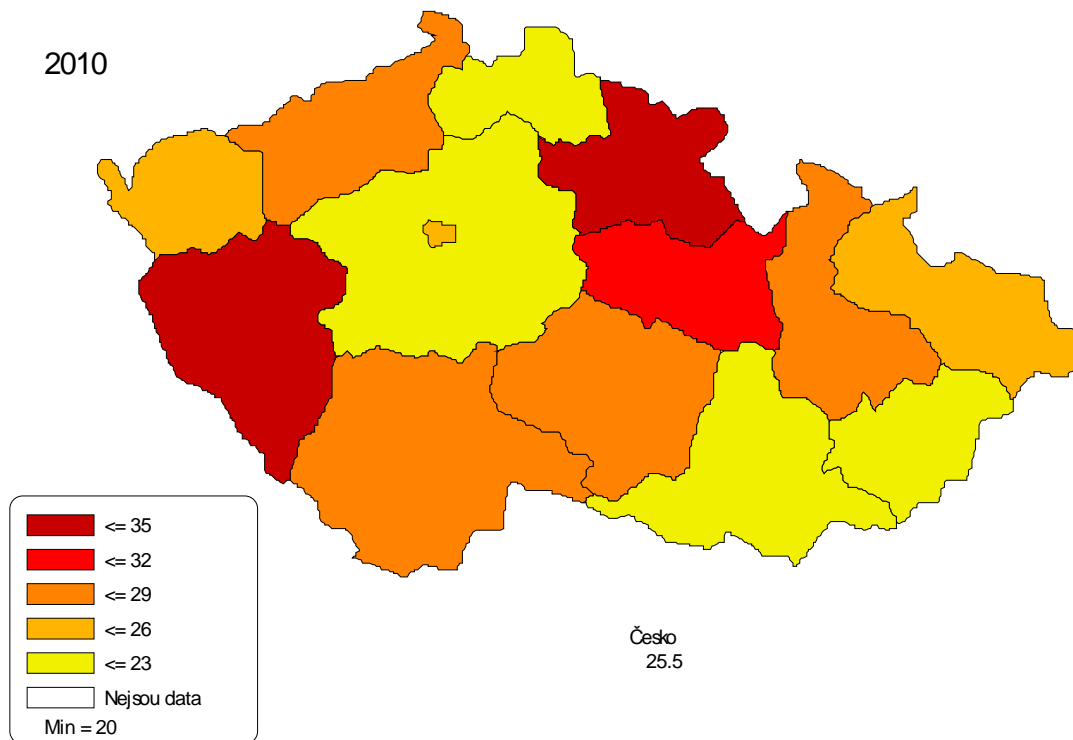 2010
<= 35
<= 32
<= 29
<= 26
<= 23
Nejsou data
Min = 20
Česko
25.5